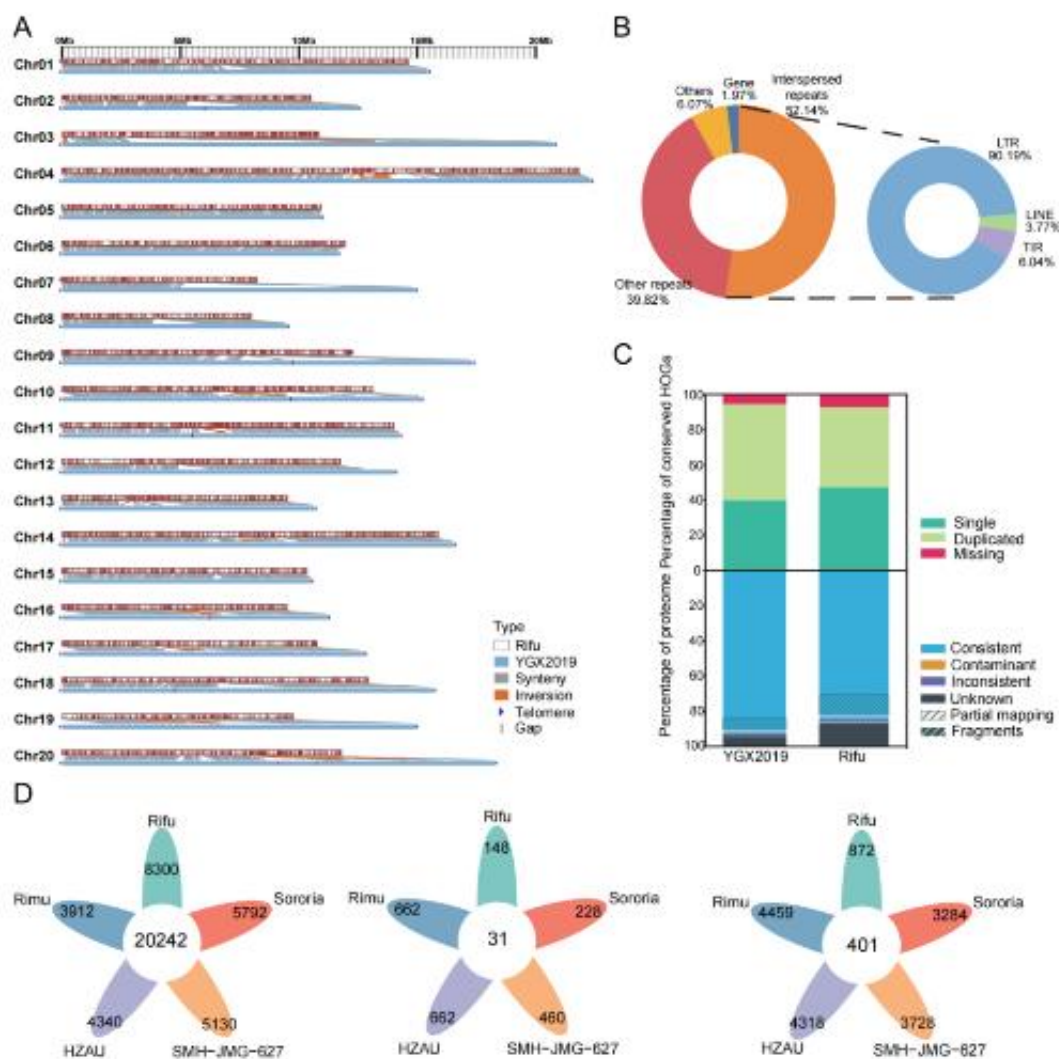 A
0Mb 5Mb 10Mb 15Mb 20Mb
Chr01
Chr02
Chr03
Chr04
Chr05
Chr06
Chr07
Chr08
Chr09
Chr10
Chr11
Chr12
Chr13
Chr14
Chr15
Chr16
Chr17
Chr18
Chr19
Chr20
Type
Rifu
YGX2019
Synteny
Inversion
Telomere
Gap
B
Others
6.07%
Gene
1.97%
Interspersed
repeats
52.14%
Other repeats
39.82%
LTR
90.19%
LINE
3.77%
TIR
6.04%
C
Percentage of proteome Percentage of conserved HOGs
100
80
60
40
20
0
20
40
60
80
100
YGX2019 Rifu
Single
Duplicated
Missing
Consistent
Contaminant
Inconsistent
Unknown
Partial mapping
Fragments
D
Rifu
8300
Rimu
3912
Sororia
5792
20242
4340
HZAU
5130
SMH-JMG-627
Rifu
148
Rimu
662
Sororia
228
31
662
HZAU
460
SMH-JMG-627
Rifu
872
Rimu
4459
Sororia
3284
401
4318
HZAU
3728
SMH-JMG-627